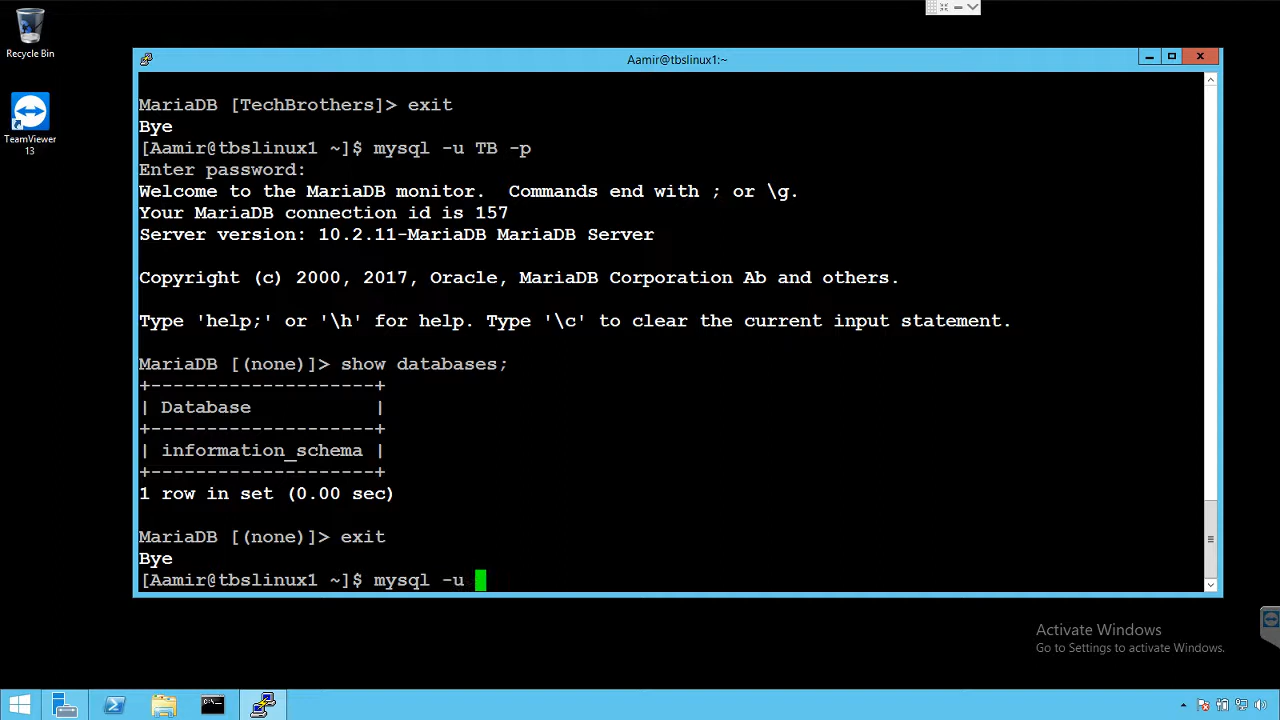 Recycle Bin
TeamViewer
13
Aamir@tbslinux1:~
MariaDB [TechBrothers]> exit
Bye
[Aamir@tbslinux1 ~]$ mysql -u TB -p
Enter password:
Welcome to the MariaDB monitor.  Commands end with ; or \g.
Your MariaDB connection id is 157
Server version: 10.2.11-MariaDB MariaDB Server
Copyright (c) 2000, 2017, Oracle, MariaDB Corporation Ab and others.
Type 'help;' or '\h' for help. Type '\c' to clear the current input statement.
MariaDB [(none)]> show databases;
+--------------------+
| Database           |
+--------------------+
| information_schema |
+--------------------+
1 row in set (0.00 sec)
MariaDB [(none)]> exit
Bye
[Aamir@tbslinux1 ~]$ mysql -u
Activate Windows
Go to Settings to activate Windows.